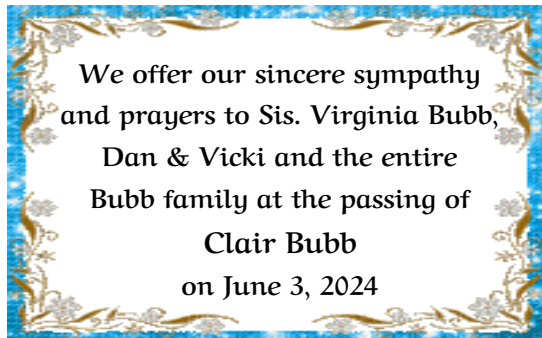 We offer our sincere sympathy
and prayers to Sis. Virginia Bubb,
Dan & Vicki and the entire
Bubb family at the passing of
Clair Bubb
on June 3, 2024